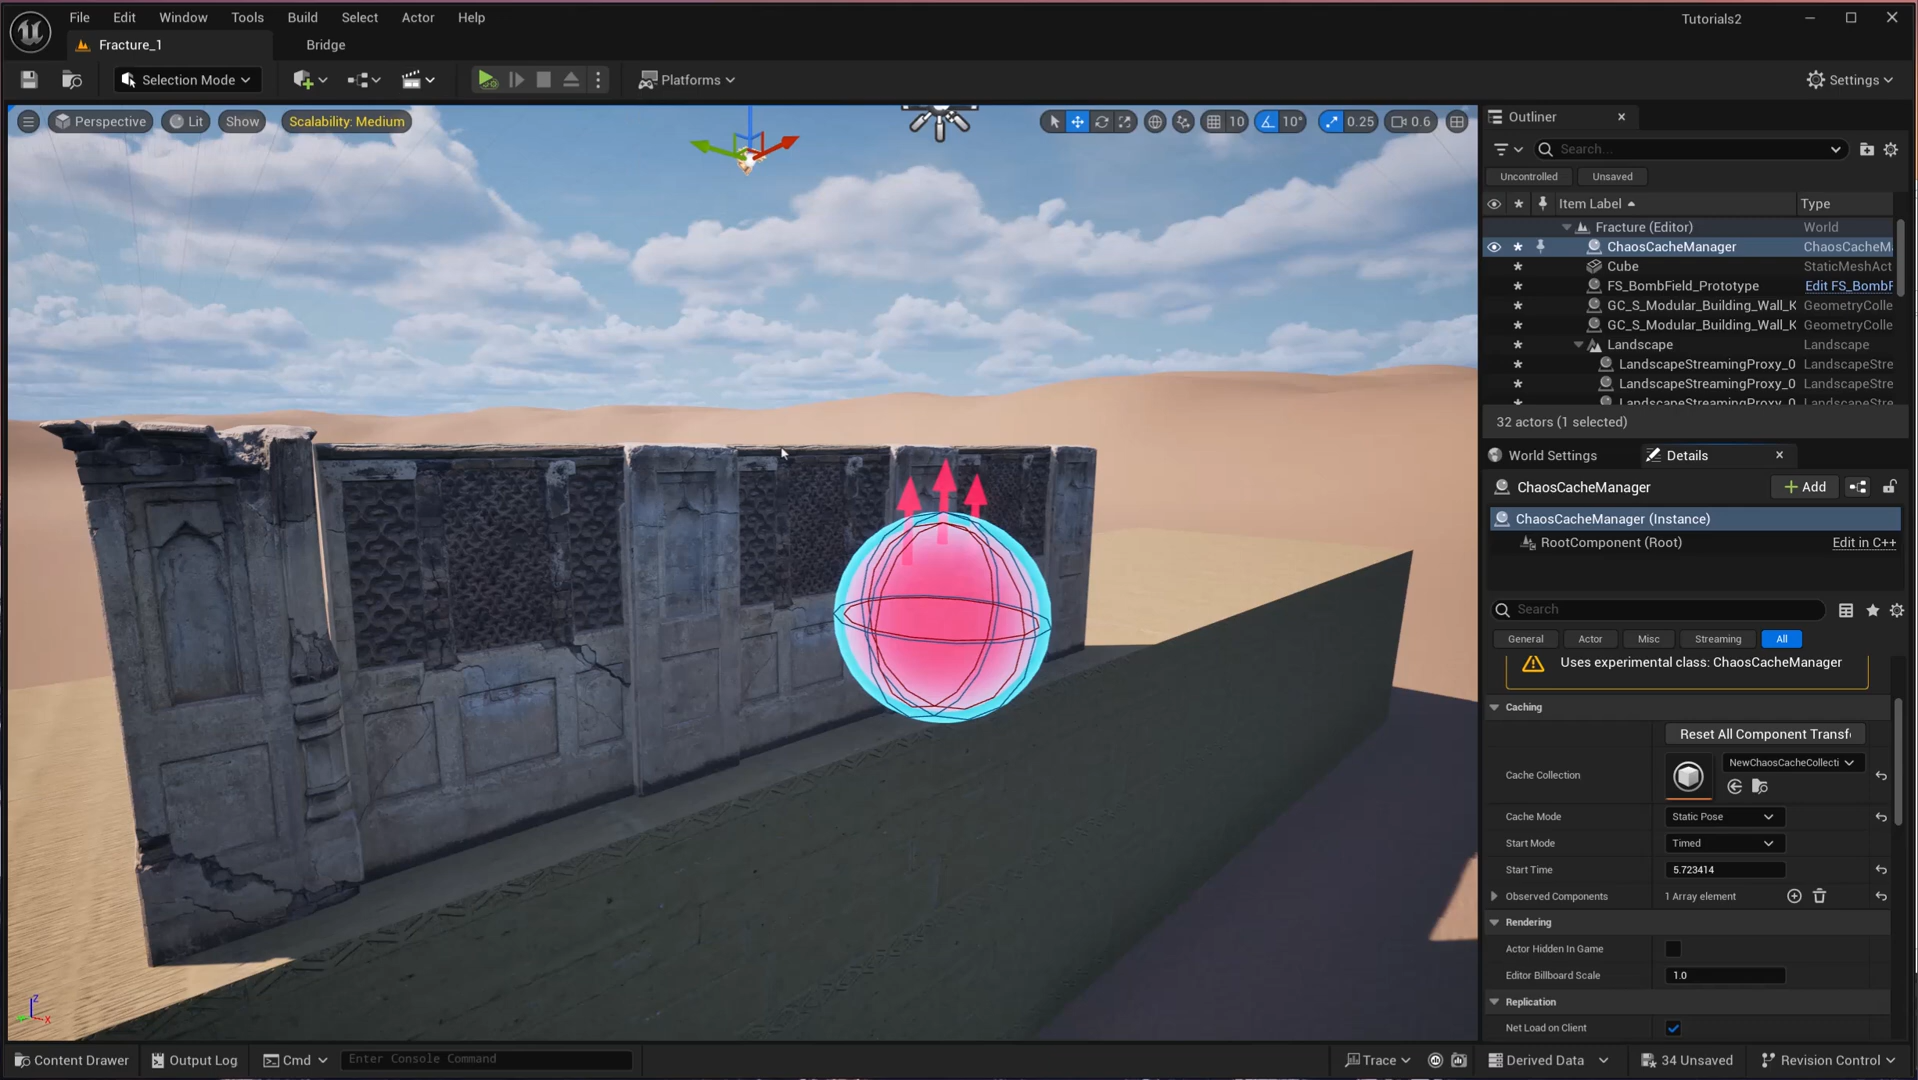 File Edit Window Tools Build Select Actor Help
Tutorials2
Fracture_1
Bridge
Selection Mode
Platforms
Settings
Perspective
Lit
Show
Scalability: Medium
10
10°
0.25
0.6
Outliner
Search...
Uncontrolled
Unsaved
Item Label
Type
Fracture (Editor) World
ChaosCacheManager ChaosCacheM
Cube StaticMeshAct
FS_BombField_Prototype Edit FS_BombF
GC_S_Modular_Building_Wall_K GeometryColle
GC_S_Modular_Building_Wall_K GeometryColle
Landscape Landscape
LandscapeStreamingProxy_0 LandscapeStre
LandscapeStreamingProxy_0 LandscapeStre
LandscapeStreamingProxy_0 LandscapeStre
32 actors (1 selected)
World Settings
Details
ChaosCacheManager
Add
ChaosCacheManager (Instance)
RootComponent (Root)
Edit in C++
Search
General
Actor
Misc
Streaming
All
Uses experimental class: ChaosCacheManager
Caching
Reset All Component Transf
Cache Collection
NewChaosCacheCollecti
Cache Mode
Static Pose
Start Mode
Timed
Start Time
5.723414
Observed Components
1 Array element
Rendering
Actor Hidden In Game
Editor Billboard Scale
1.0
Replication
Net Load on Client
Z
X
Content Drawer
Output Log
Cmd
Enter Console Command
Trace
Derived Data
34 Unsaved
Revision Control